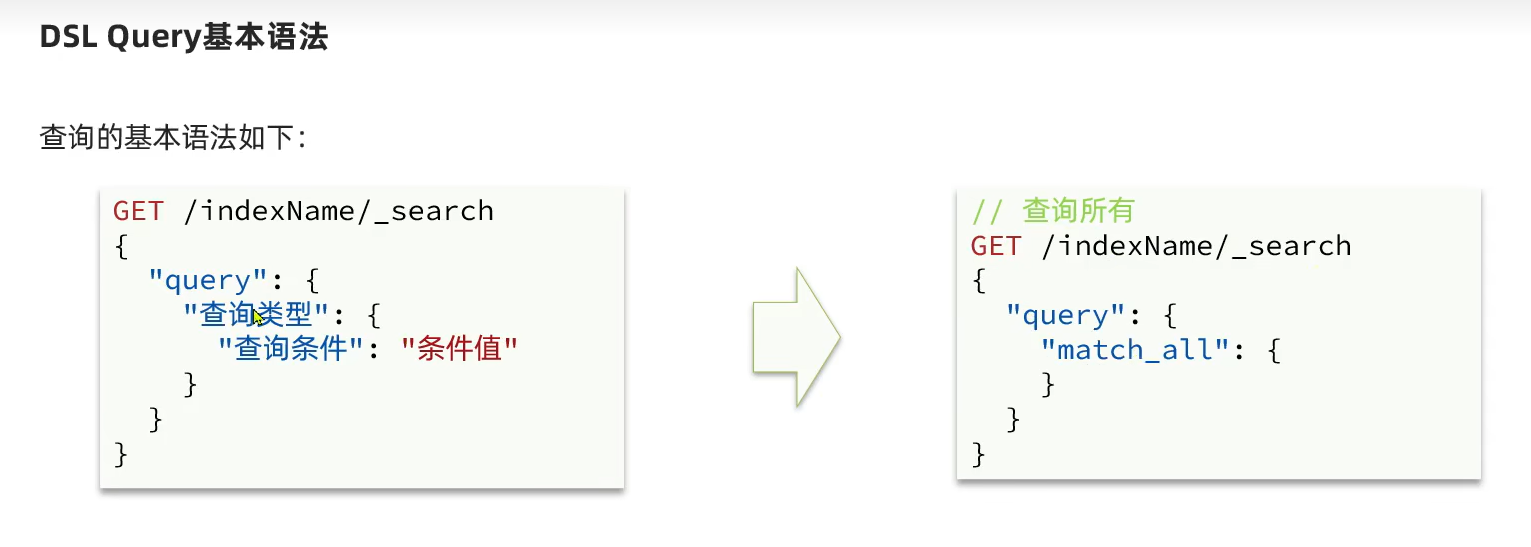 DSL Query基本语法
查询的基本语法如下：
GET /indexName/_search
{
  "query": {
    "查询类型": {
      "查询条件": "条件值"
    }
  }
}
// 查询所有
GET /indexName/_search
{
  "query": {
    "match_all": {
    }
  }
}